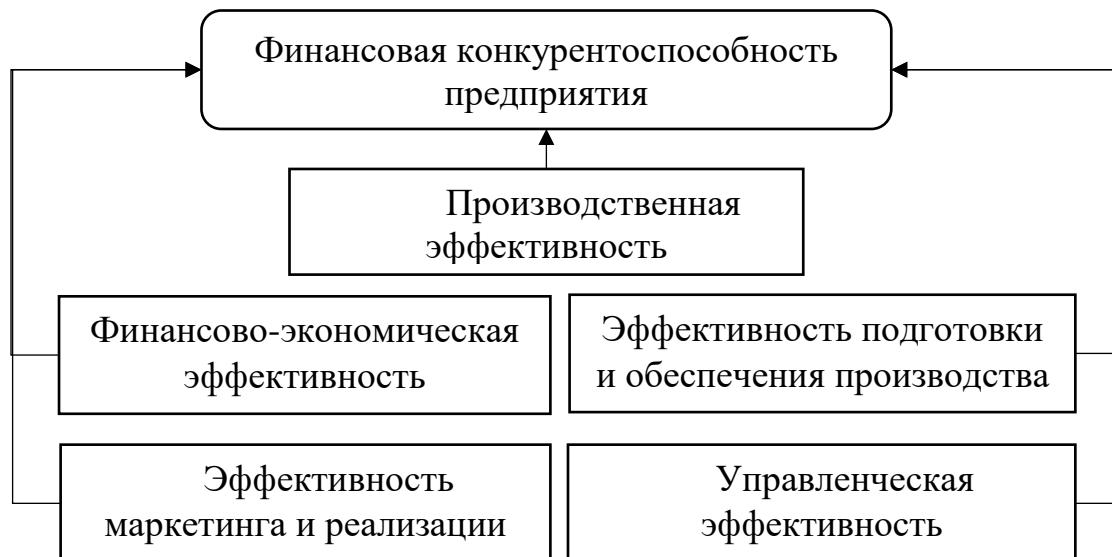 Финансовая конкурентоспособность
предприятия
Производственная
эффективность
Финансово-экономическая
эффективность
Эффективность подготовки
и обеспечения производства
Эффективность
маркетинга и реализации
Управленческая
эффективность